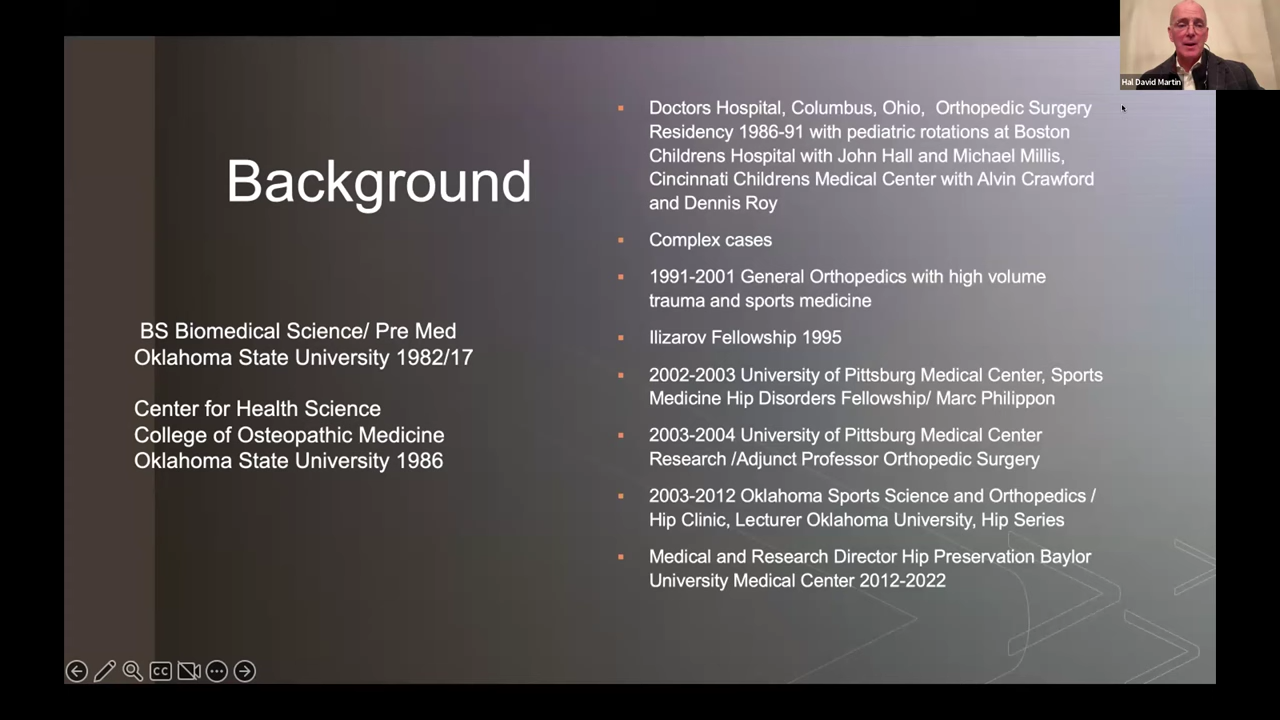 Hal David Martin
Background
BS Biomedical Science/ Pre Med
Oklahoma State University 1982/17
Center for Health Science
College of Osteopathic Medicine
Oklahoma State University 1986
Doctors Hospital, Columbus, Ohio, Orthopedic Surgery
Residency 1986-91 with pediatric rotations at Boston
Childrens Hospital with John Hall and Michael Millis,
Cincinnati Childrens Medical Center with Alvin Crawford
and Dennis Roy
Complex cases
1991-2001 General Orthopedics with high volume
trauma and sports medicine
Ilizarov Fellowship 1995
2002-2003 University of Pittsburg Medical Center, Sports
Medicine Hip Disorders Fellowship/ Marc Philippon
2003-2004 University of Pittsburg Medical Center
Research /Adjunct Professor Orthopedic Surgery
2003-2012 Oklahoma Sports Science and Orthopedics /
Hip Clinic, Lecturer Oklahoma University, Hip Series
Medical and Research Director Hip Preservation Baylor
University Medical Center 2012-2022
CC